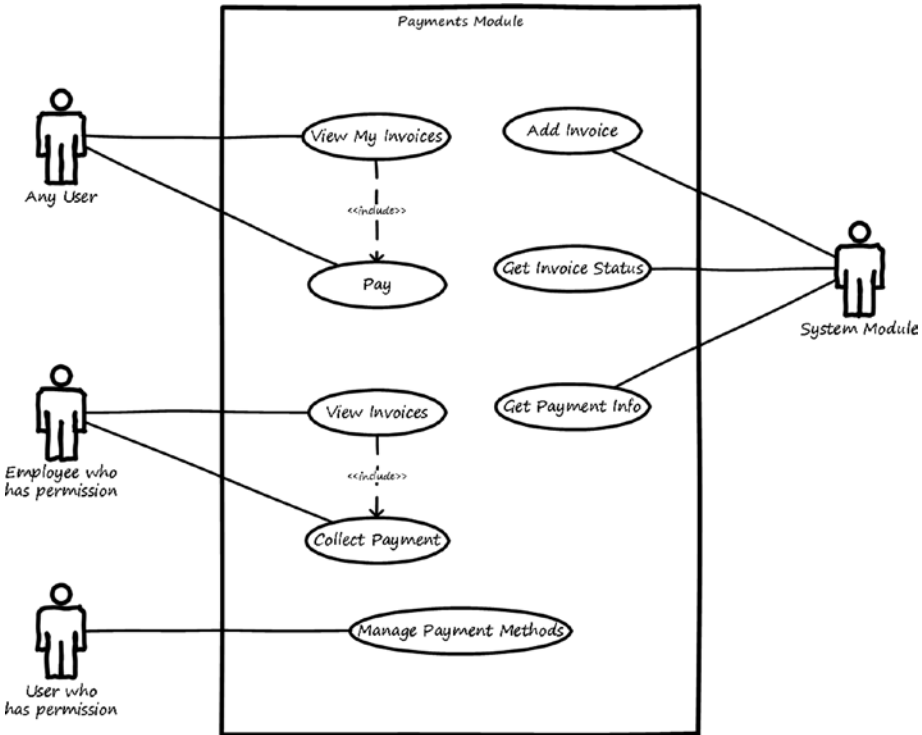 Payments Module
View My Invoices
Add Invoice
Any User
<<include>>
Get Invoice Status
Pay
System Module
View Invoices
Get Payment Info
Employee who
has permission
<<include>>
Collect Payment
Manage Payment Methods
User who
has permission